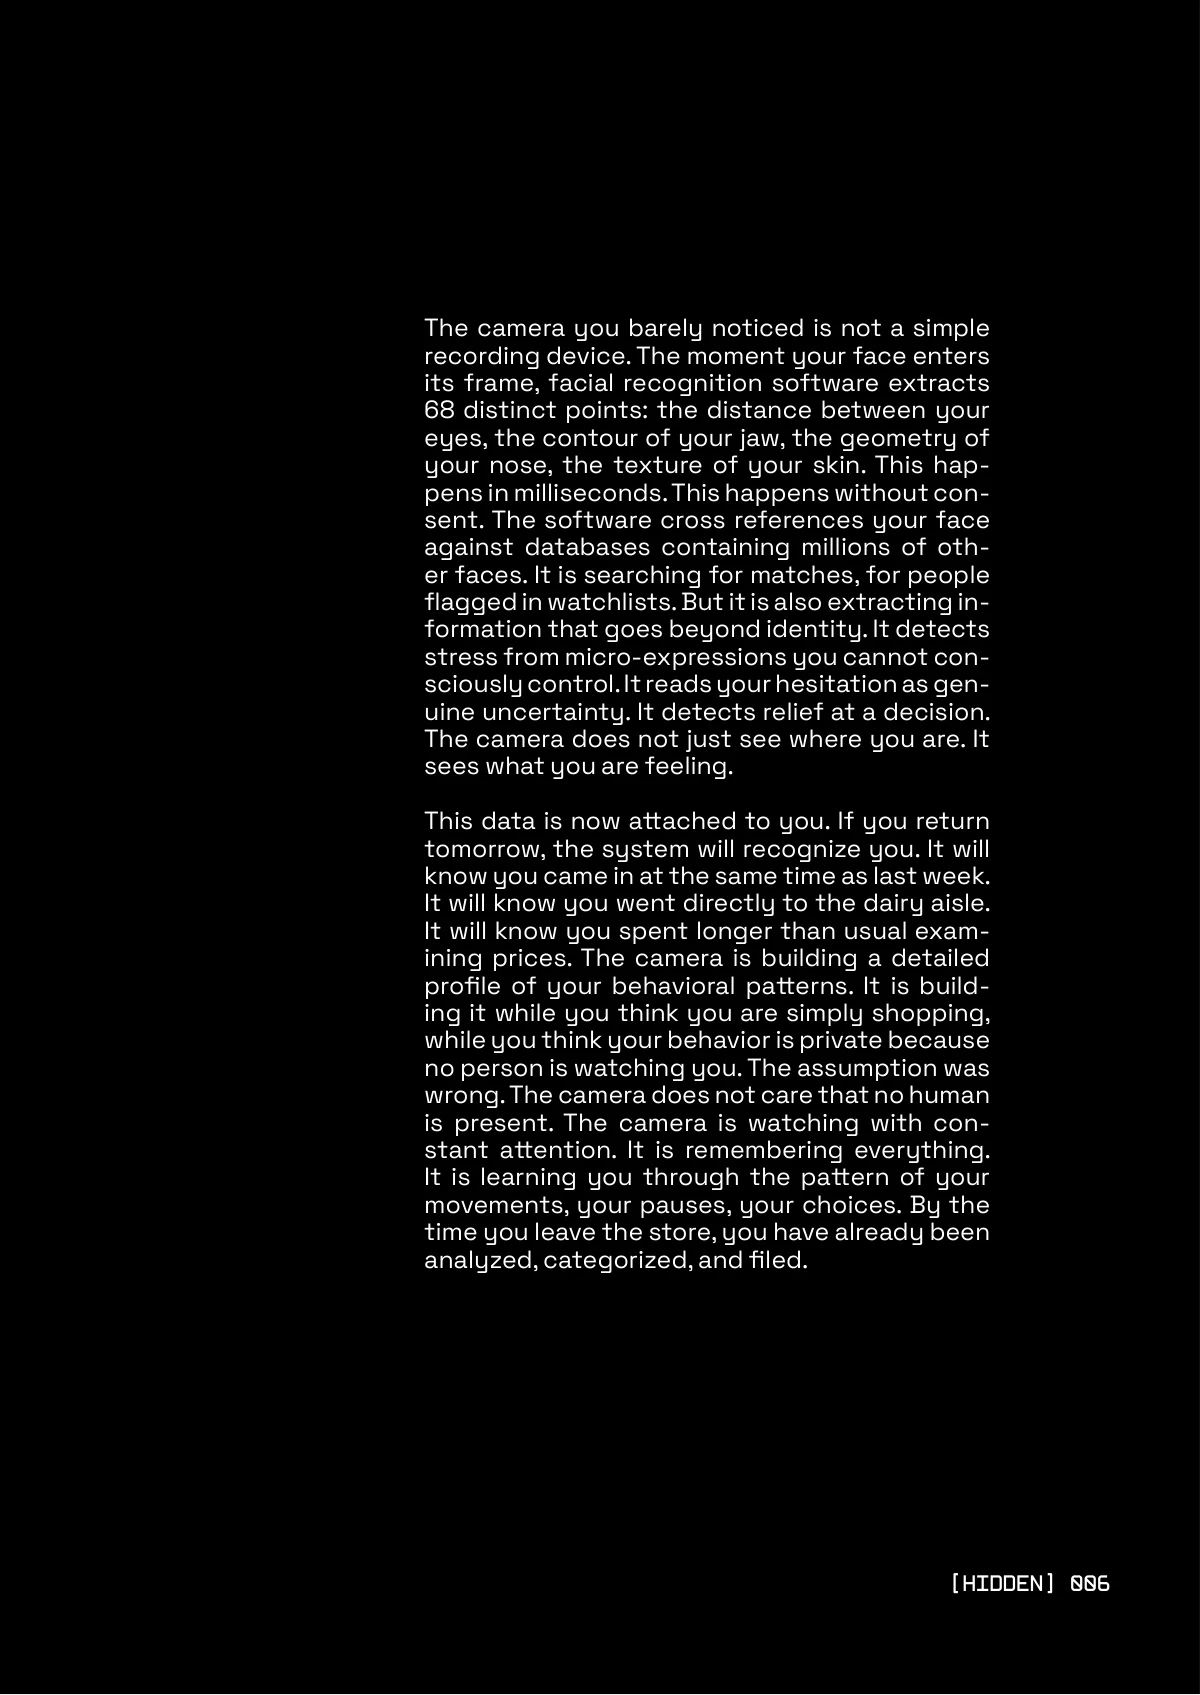 The camera you barely noticed is not a simple
recording device. The moment your face enters
its frame, facial recognition software extracts
68 distinct points: the distance between your
eyes, the contour of your jaw, the geometry of
your nose, the texture of your skin. This hap-
pens in milliseconds. This happens without con-
sent. The software cross references your face
against databases containing millions of oth-
er faces. It is searching for matches, for people
flagged in watchlists. But it is also extracting in-
formation that goes beyond identity. It detects
stress from micro-expressions you cannot con-
sciously control. It reads your hesitation as gen-
uine uncertainty. It detects relief at a decision.
The camera does not just see where you are. It
sees what you are feeling.
This data is now attached to you. If you return
tomorrow, the system will recognize you. It will
know you came in at the same time as last week.
It will know you went directly to the dairy aisle.
It will know you spent longer than usual exam-
ining prices. The camera is building a detailed
profile of your behavioral patterns. It is build-
ing it while you think you are simply shopping,
while you think your behavior is private because
no person is watching you. The assumption was
wrong. The camera does not care that no human
is present. The camera is watching with con-
stant attention. It is remembering everything.
It is learning you through the pattern of your
movements, your pauses, your choices. By the
time you leave the store, you have already been
analyzed, categorized, and filed.
[HIDDEN] 006